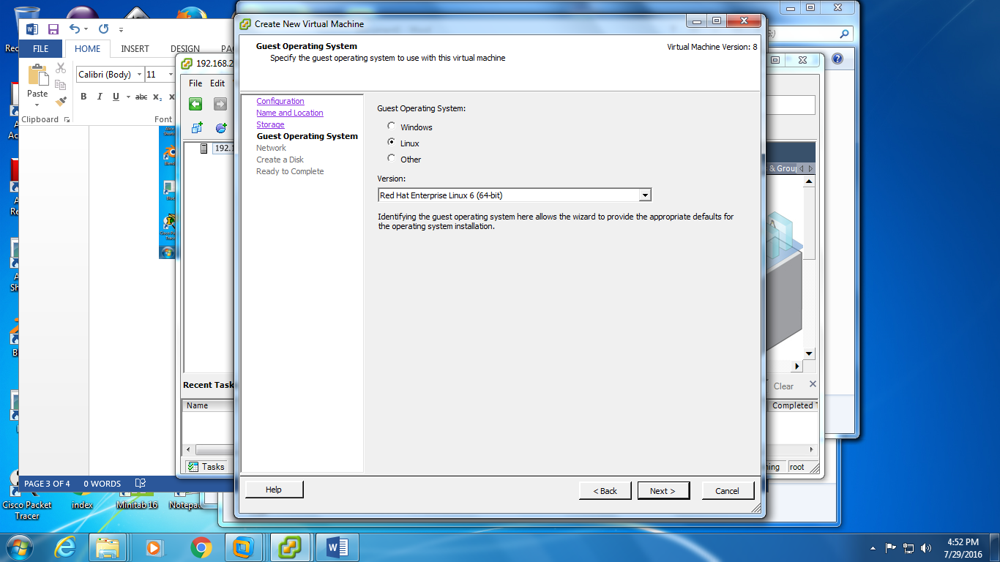 Create New Virtual Machine
Guest Operating System
Specify the guest operating system to use with this virtual machine
Virtual Machine Version: 8
Configuration
Name and Location
Storage
Guest Operating System
Network
Create a Disk
Ready to Complete
Guest Operating System:
Windows
Linux
Other
Version:
Red Hat Enterprise Linux 6 (64-bit)
Identifying the guest operating system here allows the wizard to provide the appropriate defaults for
the operating system installation.
Help
< Back
Next >
Cancel
FILE
HOME
INSERT
DESIGN
Calibri (Body)
11
Paste
B I U abc x₂
Clipboard
Font
192.168.2
File Edit
192.1
& Group
Recent Task
Clear
Name
Completed T
Tasks
root
PAGE 3 OF 4
0 WORDS
Cisco Packet
Tracer
index
Minitab 16
Notepa
4:52 PM
7/29/2016